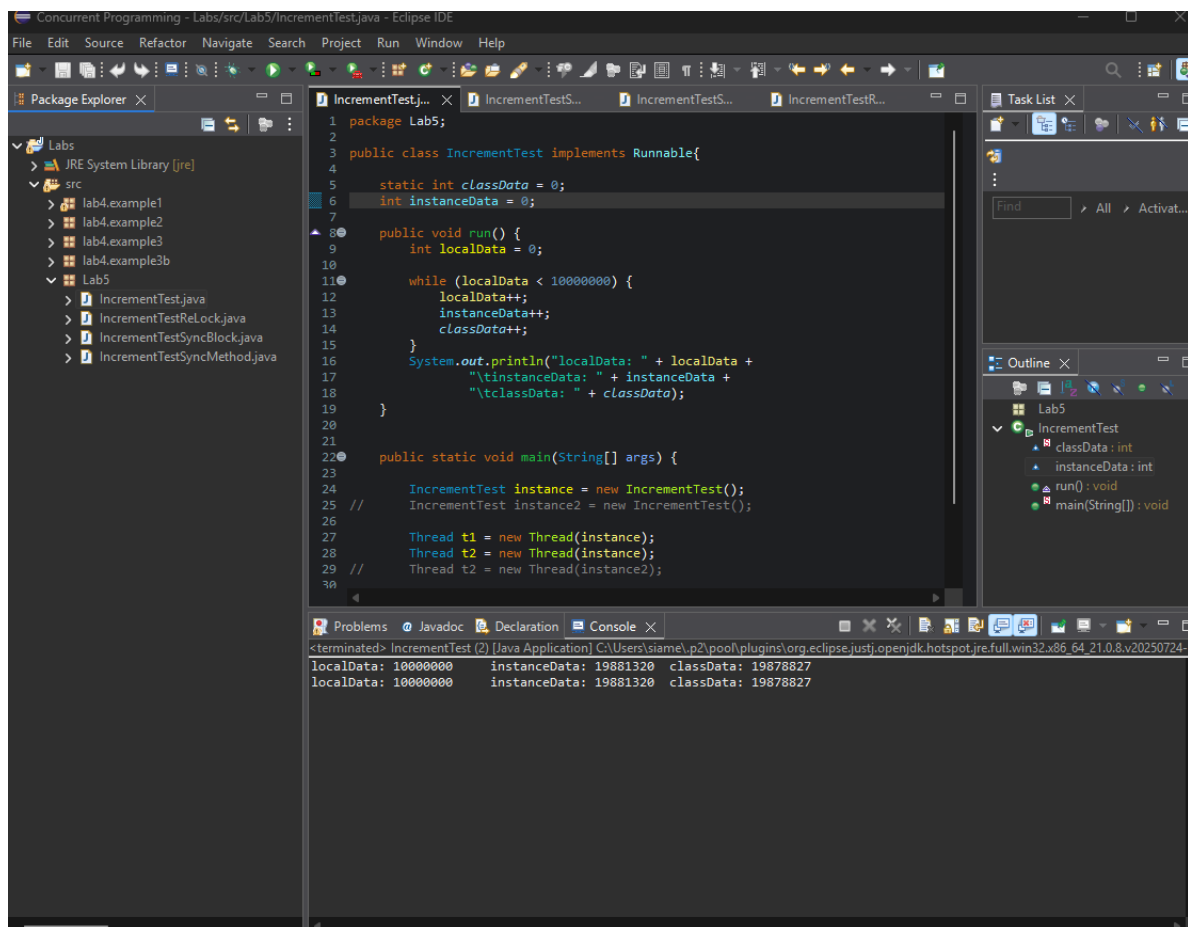 Concurrent Programming - Labs/src/Lab5/IncrementTest.java - Eclipse IDE
File Edit Source Refactor Navigate Search Project Run Window Help
Package Explorer
Labs
JRE System Library [jre]
src
lab4.example1
lab4.example2
lab4.example3
lab4.example3b
Lab5
IncrementTest.java
IncrementTestReLock.java
IncrementTestSyncBlock.java
IncrementTestSyncMethod.java
IncrementTest.j... IncrementTestS... IncrementTestS... IncrementTestR...
1 package Lab5;
2
3 public class IncrementTest implements Runnable{
4
5 static int classData = 0;
6 int instanceData = 0;
7
8 public void run() {
9 int localData = 0;
10
11 while (localData < 10000000) {
12 localData++;
13 instanceData++;
14 classData++;
15 }
16 System.out.println("localData: " + localData +
17 "\tinstanceData: " + instanceData +
18 "\tclassData: " + classData);
19 }
20
21
22 public static void main(String[] args) {
23
24 IncrementTest instance = new IncrementTest();
25 // IncrementTest instance2 = new IncrementTest();
26
27 Thread t1 = new Thread(instance);
28 Thread t2 = new Thread(instance);
29 // Thread t2 = new Thread(instance2);
30
Task List
Find All Activat...
Outline
Lab5
IncrementTest
classData : int
instanceData : int
run() : void
main(String[]) : void
Problems Javadoc Declaration Console
<terminated> IncrementTest (2) [Java Application] C:\Users\siame\.p2\pool\plugins\org.eclipse.justj.openjdk.hotspot.jre.full.win32.x86_64_21.0.8.v20250724-
localData: 10000000 instanceData: 19881320 classData: 19878827
localData: 10000000 instanceData: 19881320 classData: 19878827